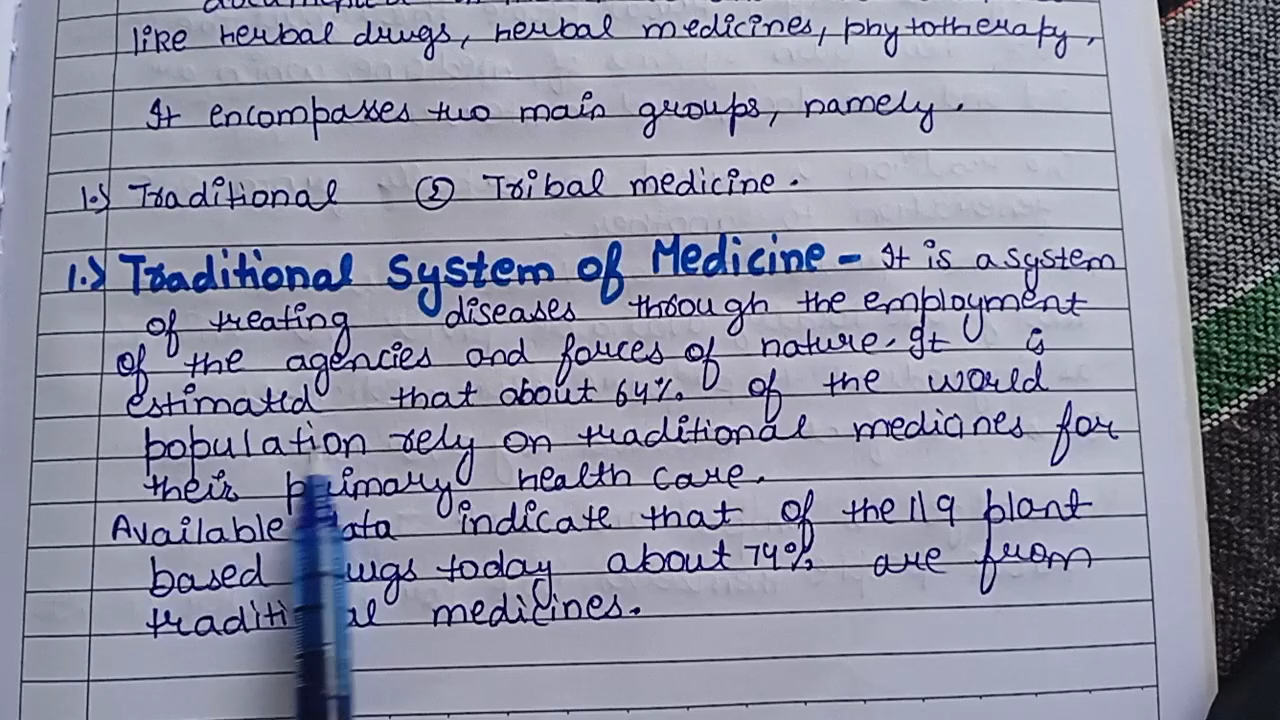 like herbal drugs, herbal medicines, phytotherapy,
It encompasses two main groups, namely.
1.) Traditional ② Tribal medicine.
1.) Traditional System of Medicine - It is a system
of treating diseases through the employment
of the agencies and forces of nature. It is
estimated that about 64% of the world
population rely on traditional medicines for
their primary health care.
Available data indicate that of the 119 plant
based drugs today about 74% are from
traditional medicines.